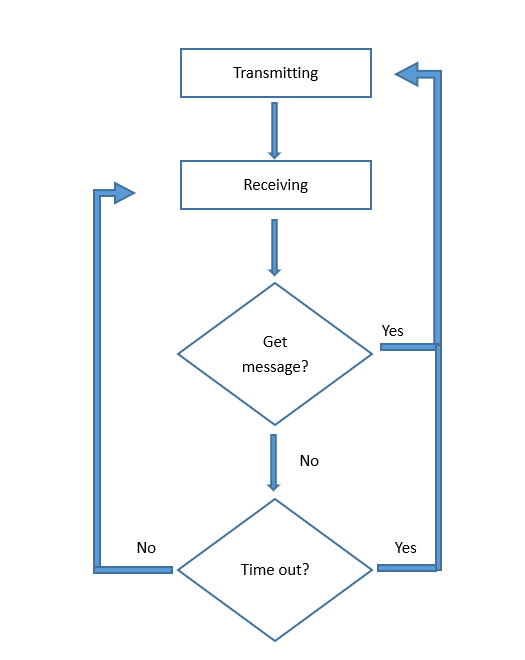 Transmitting
Receiving
Get
message?
Yes
No
No
Time out?
Yes